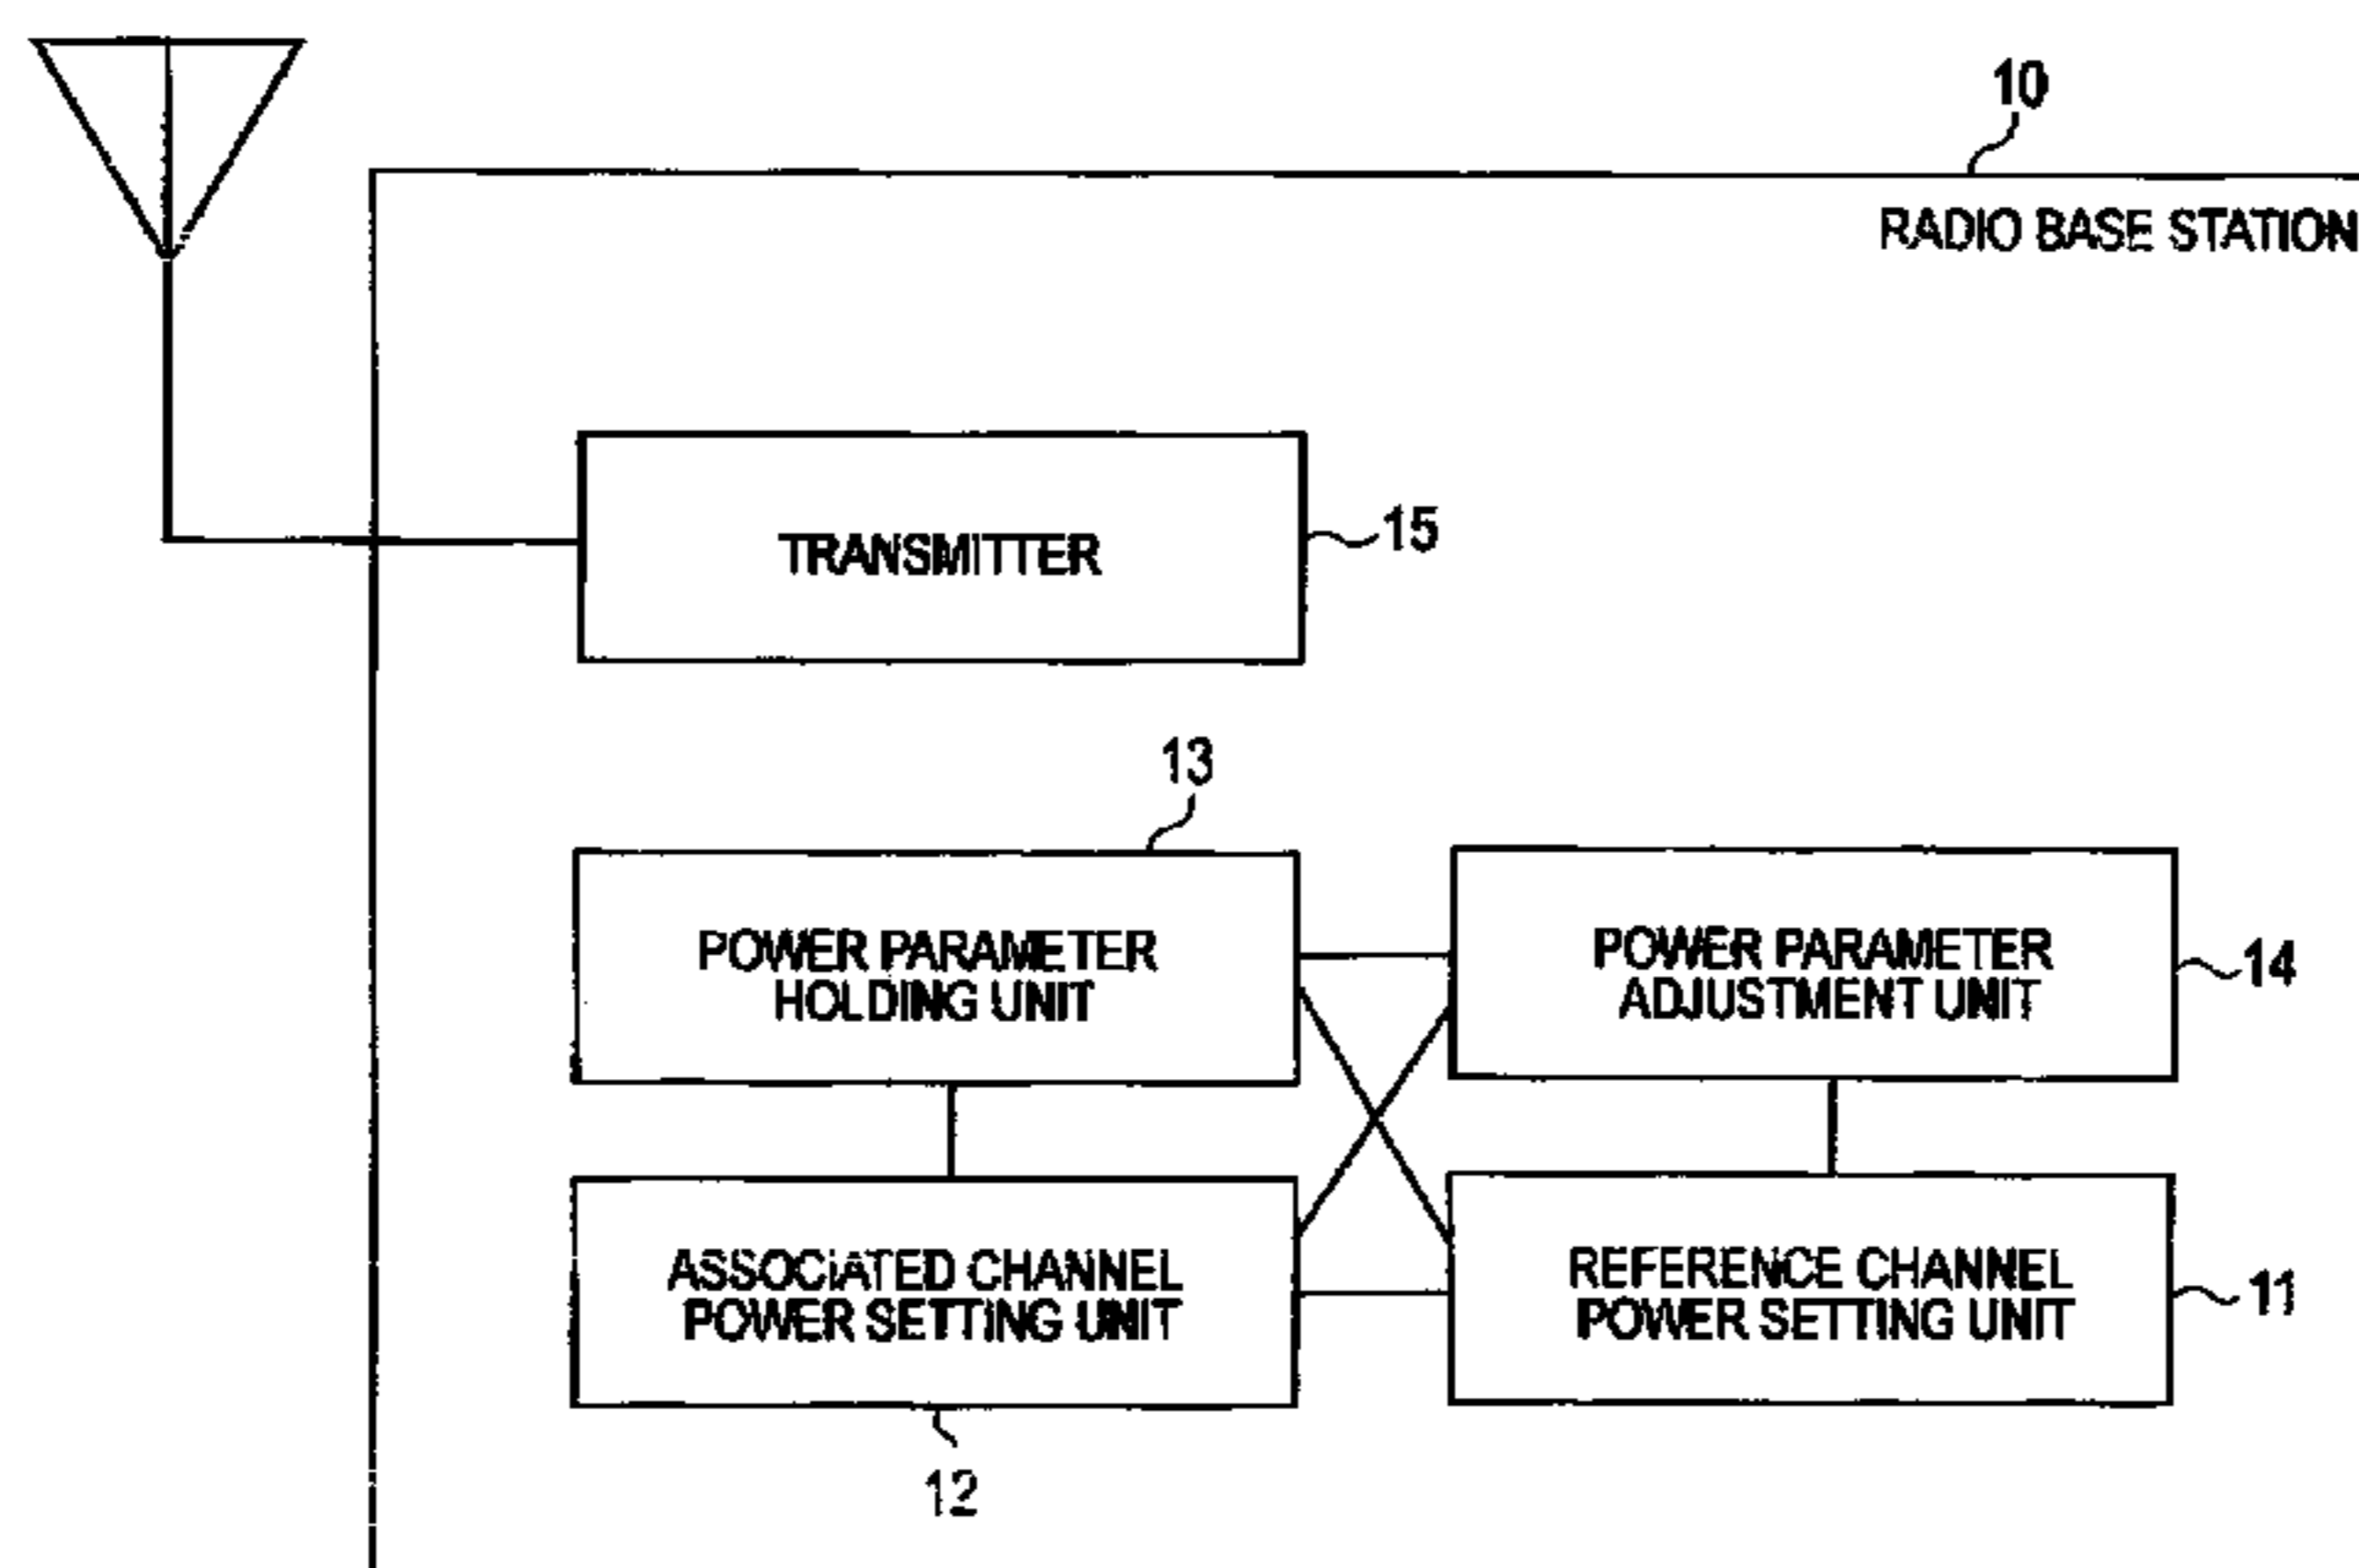 10
RADIO BASE STATION
TRANSMITTER
15
13
POWER PARAMETER
HOLDING UNIT
POWER PARAMETER
ADJUSTMENT UNIT
14
ASSOCIATED CHANNEL
POWER SETTING UNIT
REFERENCE CHANNEL
POWER SETTING UNIT
11
12